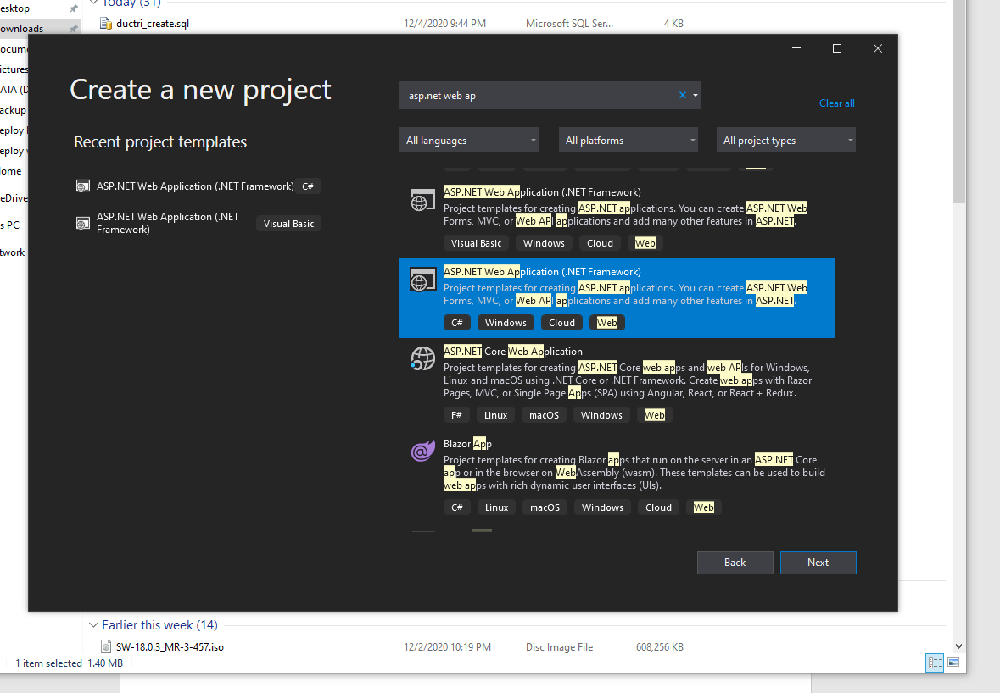 esktop
Today (31)
ownloads
ductri_create.sql 12/4/2020 9:44 PM Microsoft SQL Ser... 4 KB
ocume
ictures
ATA (D
ackup
eploy
eploy
ome
eDrive
s PC
twork
Create a new project
asp.net web ap
Clear all
Recent project templates
All languages All platforms All project types
ASP.NET Web Application (.NET Framework) C#
ASP.NET Web Application (.NET
Framework) Visual Basic
ASP.NET Web Application (.NET Framework)
Project templates for creating ASP.NET applications. You can create ASP.NET Web
Forms, MVC, or Web API applications and add many other features in ASP.NET.
Visual Basic Windows Cloud Web
ASP.NET Web Application (.NET Framework)
Project templates for creating ASP.NET applications. You can create ASP.NET Web
Forms, MVC, or Web API applications and add many other features in ASP.NET.
C# Windows Cloud Web
ASP.NET Core Web Application
Project templates for creating ASP.NET Core web apps and web APIs for Windows,
Linux and macOS using .NET Core or .NET Framework. Create web apps with Razor
Pages, MVC, or Single Page Apps (SPA) using Angular, React, or React + Redux.
F# Linux macOS Windows Web
Blazor App
Project templates for creating Blazor apps that run on the server in an ASP.NET Core
app or in the browser on WebAssembly (wasm). These templates can be used to build
web apps with rich dynamic user interfaces (UIs).
C# Linux macOS Windows Cloud Web
Back Next
Earlier this week (14)
SW-18.0.3_MR-3-457.iso 12/2/2020 10:19 PM Disc Image File 608,256 KB
1 item selected 1.40 MB